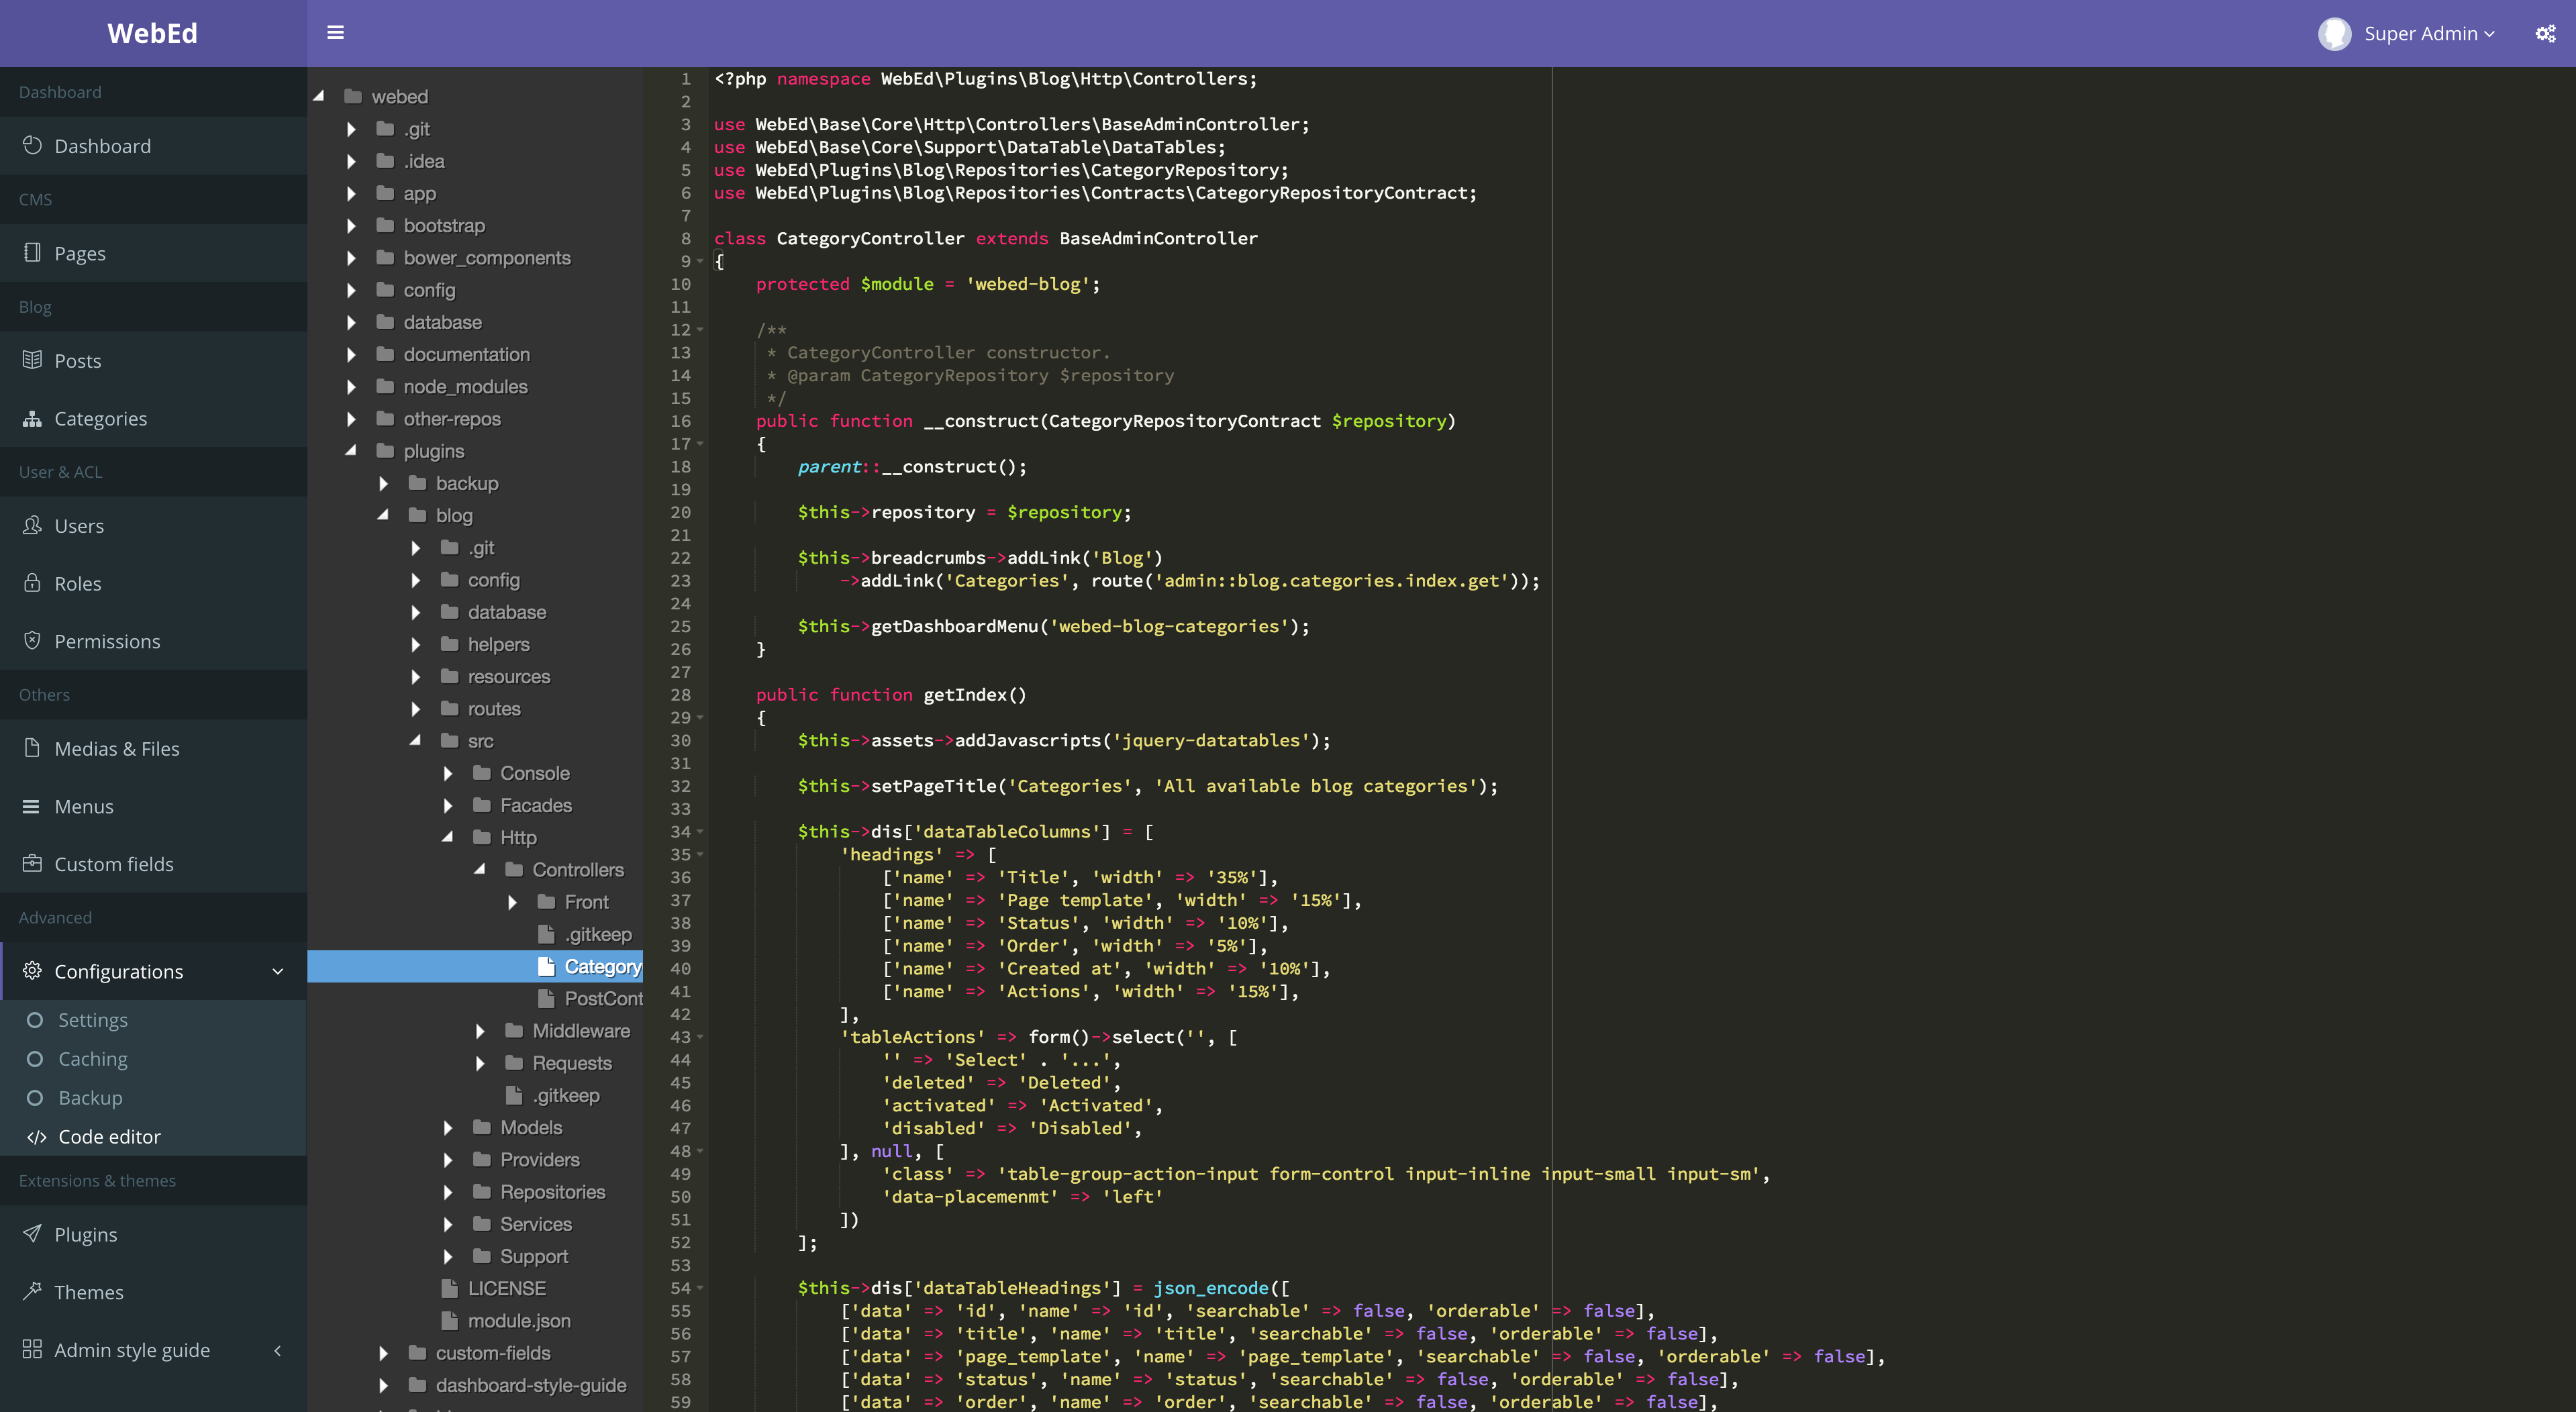 WebEd
Super Admin
Dashboard
Dashboard
CMS
Pages
Blog
Posts
Categories
User & ACL
Users
Roles
Permissions
Others
Medias & Files
Menus
Custom fields
Advanced
Configurations
Settings
Caching
Backup
Code editor
Extensions & themes
Plugins
Themes
Admin style guide
webed
.git
.idea
app
bootstrap
bower_components
config
database
documentation
node_modules
other-repos
plugins
backup
blog
.git
config
database
helpers
resources
routes
src
Console
Facades
Http
Controllers
Front
.gitkeep
Category
PostCont
Middleware
Requests
.gitkeep
Models
Providers
Repositories
Services
Support
LICENSE
module.json
custom-fields
dashboard-style-guide
1 <?php namespace WebEd\Plugins\Blog\Http\Controllers;
2
3 use WebEd\Base\Core\Http\Controllers\BaseAdminController;
4 use WebEd\Base\Core\Support\DataTable\DataTables;
5 use WebEd\Plugins\Blog\Repositories\CategoryRepository;
6 use WebEd\Plugins\Blog\Repositories\Contracts\CategoryRepositoryContract;
7
8 class CategoryController extends BaseAdminController
9 {
10     protected $module = 'webed-blog';
11
12     /**
13      * CategoryController constructor.
14      * @param CategoryRepository $repository
15      */
16     public function __construct(CategoryRepositoryContract $repository)
17     {
18         parent::__construct();
19
20         $this->repository = $repository;
21
22         $this->breadcrumbs->addLink('Blog')
23             ->addLink('Categories', route('admin::blog.categories.index.get'));
24
25         $this->getDashboardMenu('webed-blog-categories');
26     }
27
28     public function getIndex()
29     {
30         $this->assets->addJavascripts('jquery-datatables');
31
32         $this->setPageTitle('Categories', 'All available blog categories');
33
34         $this->dis['dataTableColumns'] = [
35             'headings' => [
36                 ['name' => 'Title', 'width' => '35%'],
37                 ['name' => 'Page template', 'width' => '15%'],
38                 ['name' => 'Status', 'width' => '10%'],
39                 ['name' => 'Order', 'width' => '5%'],
40                 ['name' => 'Created at', 'width' => '10%'],
41                 ['name' => 'Actions', 'width' => '15%'],
42             ],
43             'tableActions' => form()->select('', [
44                 '' => 'Select' . '...',
45                 'deleted' => 'Deleted',
46                 'activated' => 'Activated',
47                 'disabled' => 'Disabled',
48             ], null, [
49                 'class' => 'table-group-action-input form-control input-inline input-small input-sm',
50                 'data-placemenmt' => 'left'
51             ])
52         ];
53
54         $this->dis['dataTableHeadings'] = json_encode([
55             ['data' => 'id', 'name' => 'id', 'searchable' => false, 'orderable' => false],
56             ['data' => 'title', 'name' => 'title', 'searchable' => false, 'orderable' => false],
57             ['data' => 'page_template', 'name' => 'page_template', 'searchable' => false, 'orderable' => false],
58             ['data' => 'status', 'name' => 'status', 'searchable' => false, 'orderable' => false],
59             ['data' => 'order', 'name' => 'order', 'searchable' => false, 'orderable' => false],